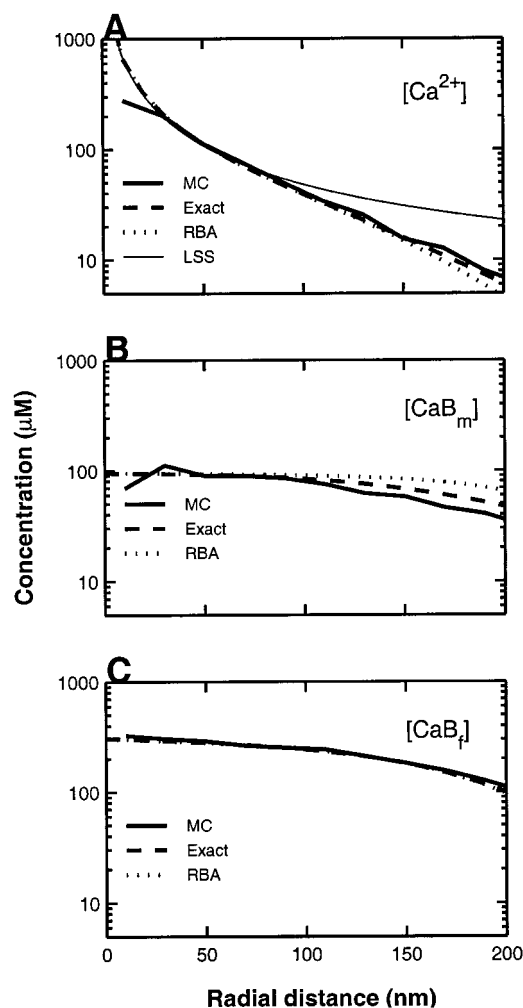 A
1000
[Ca²⁺]
100
MC
Exact
RBA
10
LSS
B
1000
[CaBₘ]
100
MC
Exact
10
RBA
Concentration (µM)
C
1000
[CaB_f]
100
MC
Exact
10
RBA
0 50 100 150 200
Radial distance (nm)